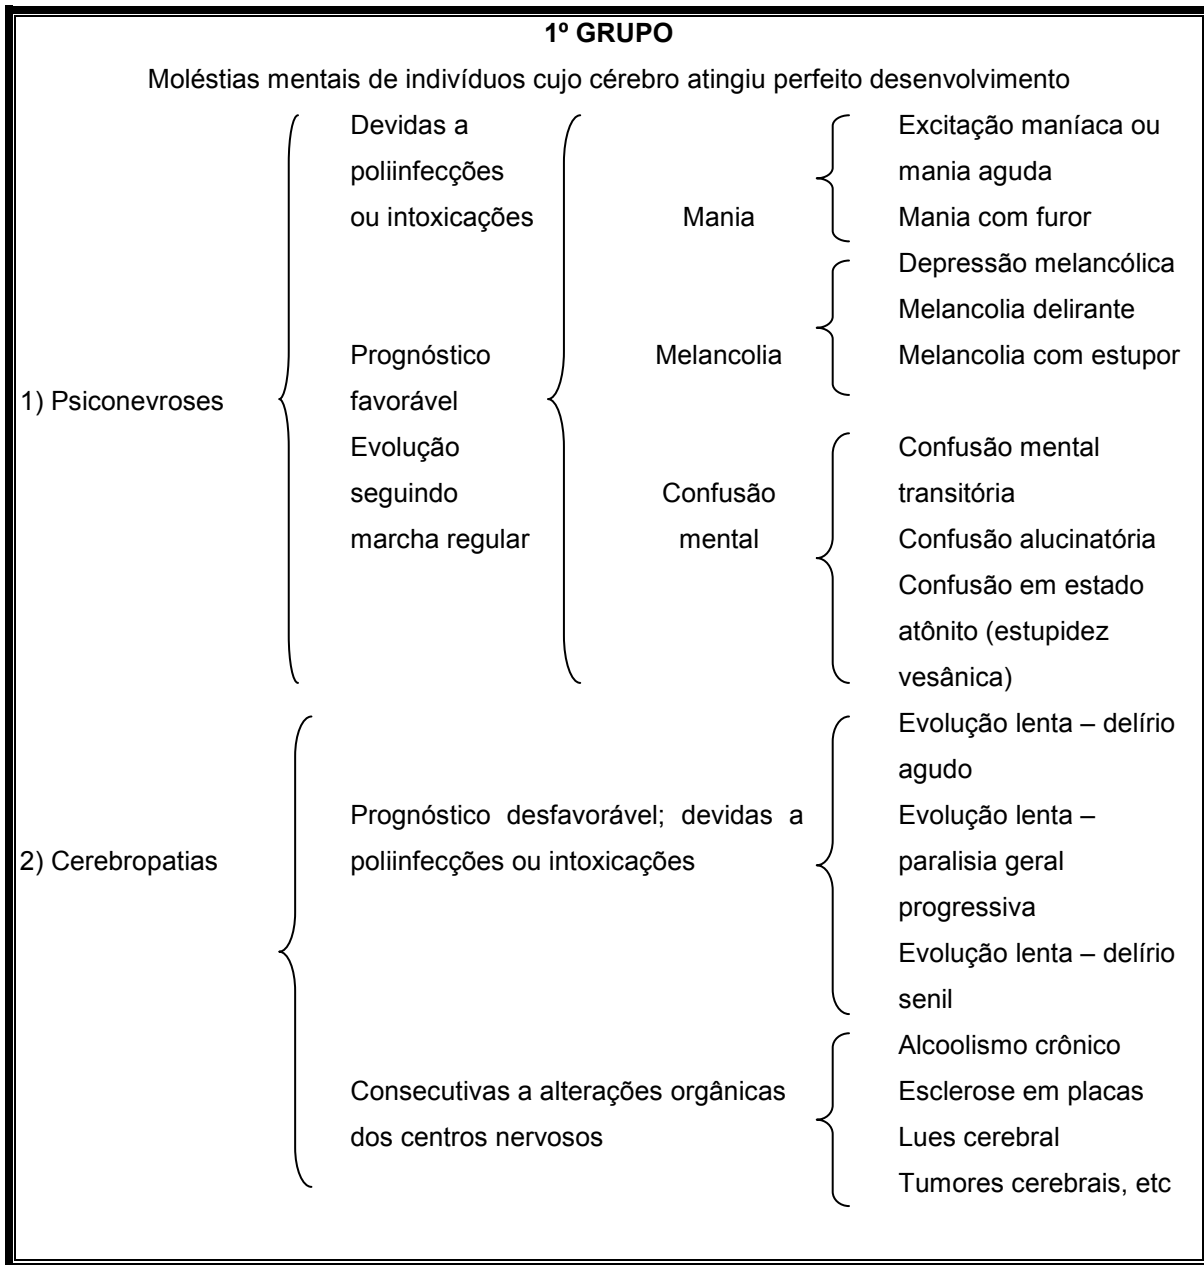 1º GRUPO
Moléstias mentais de indivíduos cujo cérebro atingiu perfeito desenvolvimento
1) Psiconevroses
Devidas a
poliinfecções
ou intoxicações
Prognóstico
favorável
Evolução
seguindo
marcha regular
Mania
Excitação maníaca ou
mania aguda
Mania com furor
Melancolia
Depressão melancólica
Melancolia delirante
Melancolia com estupor
Confusão
mental
Confusão mental
transitória
Confusão alucinatória
Confusão em estado
atônito (estupidez
vesânica)
2) Cerebropatias
Prognóstico desfavorável; devidas a
poliinfecções ou intoxicações
Evolução lenta – delírio
agudo
Evolução lenta –
paralisia geral
progressiva
Evolução lenta – delírio
senil
Consecutivas a alterações orgânicas
dos centros nervosos
Alcoolismo crônico
Esclerose em placas
Lues cerebral
Tumores cerebrais, etc